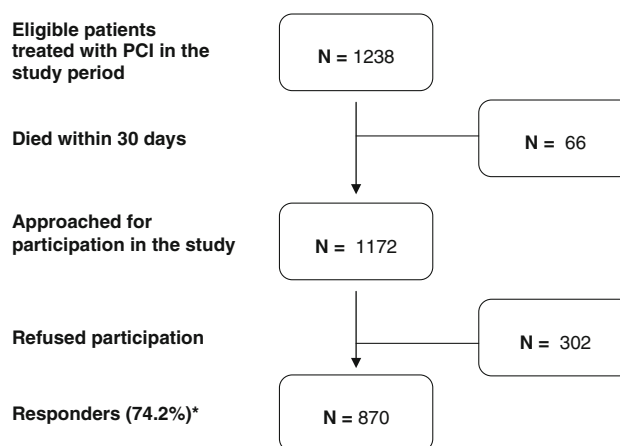 Eligible patients
treated with PCI in the
study period
N = 1238
Died within 30 days
N = 66
Approached for
participation in the study
N = 1172
Refused participation
N = 302
Responders (74.2%)*
N = 870